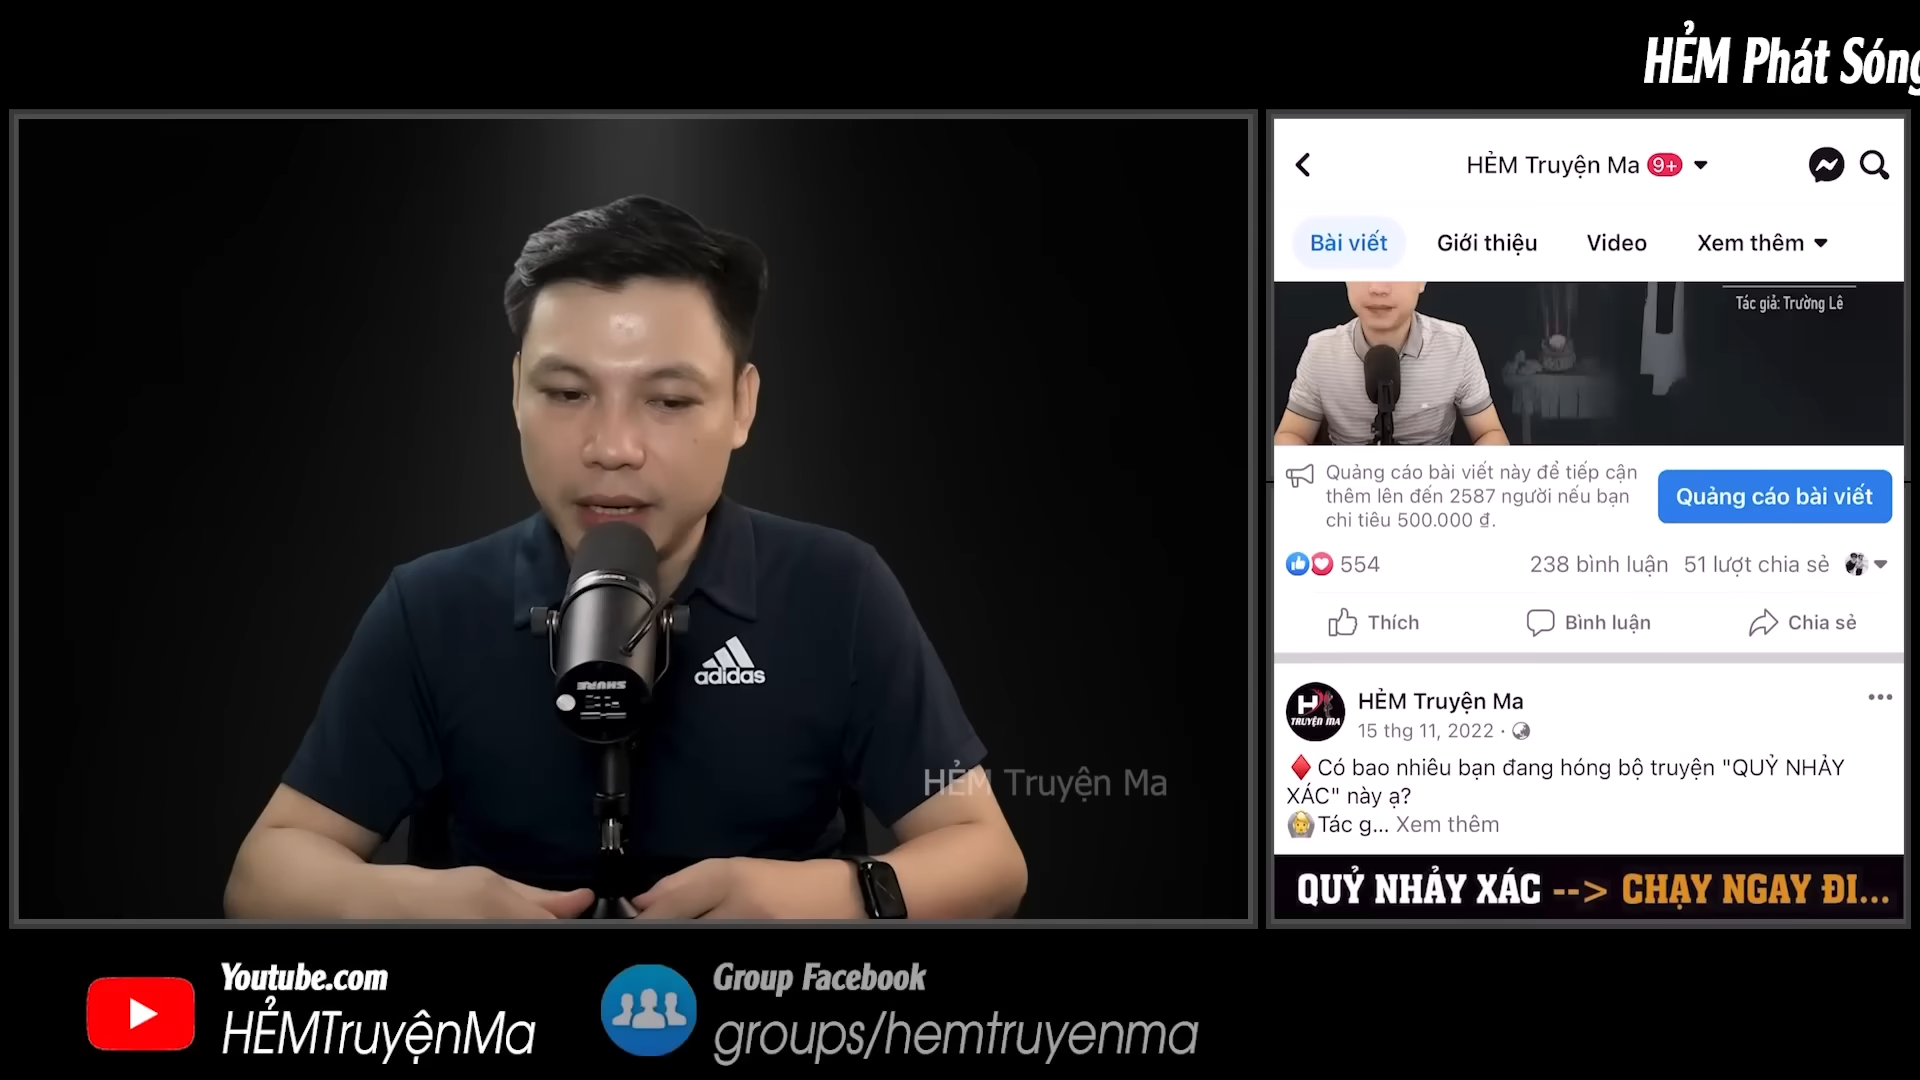 HẺM Phát Sóng
HẺM Truyện Ma 9+
Bài viết
Giới thiệu
Video
Xem thêm
Tác giả: Trường Lê
Quảng cáo bài viết này để tiếp cận
thêm lên đến 2587 người nếu bạn
chi tiêu 500.000 ₫.
Quảng cáo bài viết
554
238 bình luận 51 lượt chia sẻ
Thích
Bình luận
Chia sẻ
H
TRUYỆN MA
HẺM Truyện Ma
15 thg 11, 2022 ·
Có bao nhiêu bạn đang hóng bộ truyện "QUỶ NHẢY
XÁC" này ạ?
Tác g... Xem thêm
QUỶ NHẢY XÁC --> CHẠY NGAY ĐI...
adidas
SHURE
HẺM Truyện Ma
Youtube.com
HẺMTruyệnMa
Group Facebook
groups/hemtruyenma